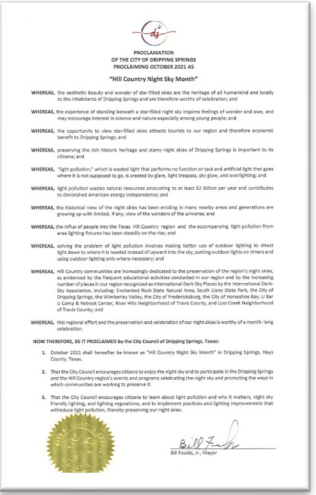 PROCLAMATION
OF THE CITY OF DRIPPING SPRINGS
PROCLAIMING OCTOBER 2021 AS
"Hill Country Night Sky Month"
WHEREAS, the aesthetic beauty and wonder of star-filled skies are the heritage of all humankind and locally
to the inhabitants of Dripping Springs and are therefore worthy of celebration; and
WHEREAS, the experience of standing beneath a star-filled night sky inspires feelings of wonder and awe, and
may encourage interest in science and nature especially among young people; and
WHEREAS, the opportunity to view star-filled skies attracts tourists to our region and therefore economic
benefit to Dripping Springs; and
WHEREAS, preserving the rich historic heritage and starry night skies of Dripping Springs is important to its
citizens; and
WHEREAS, "light pollution," which is wasted light that performs no function or task and artificial light that goes
where it is not supposed to go, is created by glare, light trespass, sky glow, and overlighting; and
WHEREAS, light pollution wastes natural resources amounting to at least $2 billion per year and contributes
to diminished American energy independence; and
WHEREAS, the historical view of the night skies has been eroding in many nearby areas and generations are
growing up with limited, if any, view of the wonders of the universe; and
WHEREAS, the influx of people into the Texas Hill Country region and the accompanying light pollution from
area lighting fixtures has been steadily on the rise; and
WHEREAS, solving the problem of light pollution involves making better use of outdoor lighting to direct
light down to where it is needed instead of upward into the sky, putting outdoor lights on timers and
using outdoor lighting only where necessary; and
WHEREAS, Hill Country communities are increasingly dedicated to the preservation of the region's night skies,
as evidenced by the frequent educational activities conducted in our region and by the increasing
number of places in our region recognized as International Dark Sky Places by the International Dark-
Sky Association, including: Enchanted Rock State Natural Area, South Llano State Park, the City of
Dripping Springs, the Wimberley Valley, the City of Fredericksburg, the City of Horseshoe Bay, U Bar
U Camp & Retreat Center, River Hills Neighborhood of Travis County, and Lost Creek Neighborhood
of Travis County; and
WHEREAS, this regional effort and the preservation and celebration of our night skies is worthy of a month-long
celebration.
NOW THEREFORE, BE IT PROCLAIMED by the City Council of Dripping Springs, Texas:
1. October 2021 shall hereafter be known as "Hill Country Night Sky Month" in Dripping Springs, Hays
County, Texas.
2. That the City Council encourages citizens to enjoy the night sky and to participate in the Dripping Springs
and the Hill Country region's events and programs celebrating the night sky and promoting the ways in
which communities are working to preserve it.
3. That the City Council encourages citizens to learn about light pollution and why it matters, night sky
friendly lighting, and lighting regulations, and to implement practices and lighting improvements that
will reduce light pollution, thereby preserving our night skies.
Bill Foulds, Jr., Mayor